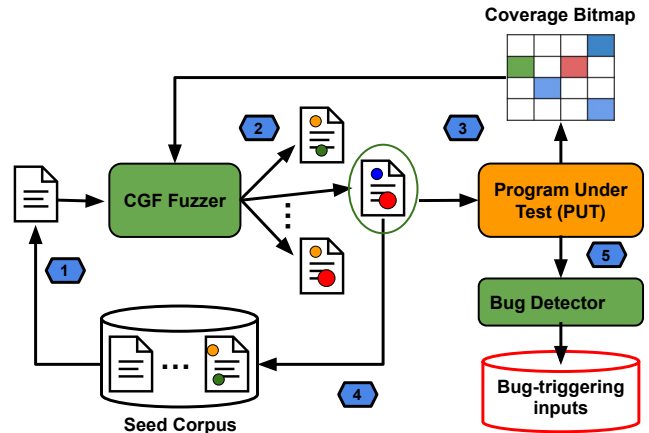 Coverage Bitmap
2
3
CGF Fuzzer
Program Under
Test (PUT)
1
5
Bug Detector
4
Bug-triggering
inputs
Seed Corpus